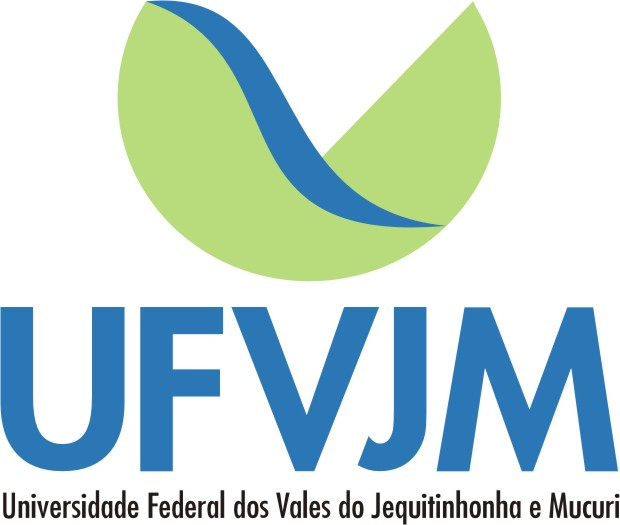 UFVJM
Universidade Federal dos Vales do Jequitinhonha e Mucuri